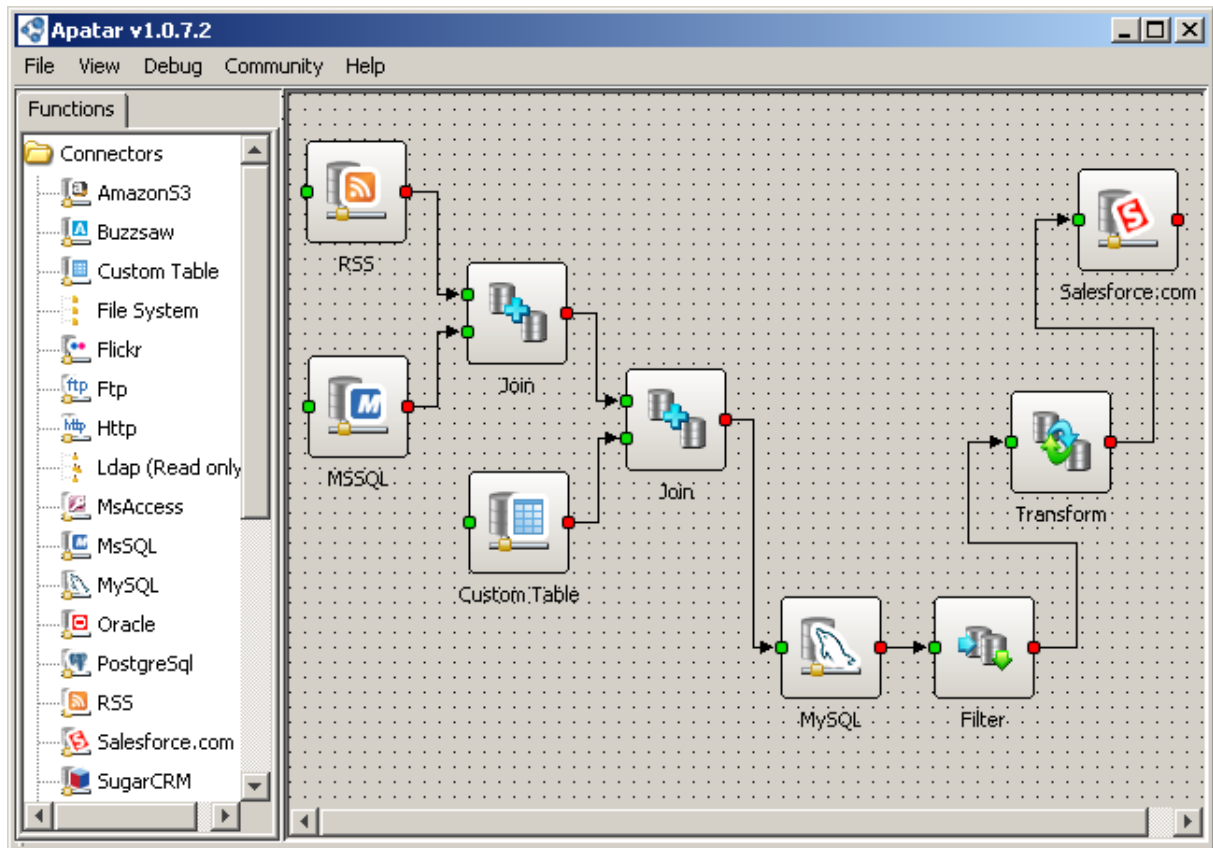 Apatar v1.0.7.2
File View Debug Community Help
Functions
Connectors
AmazonS3
Buzzsaw
Custom Table
File System
Flickr
ftp Ftp
http Http
Ldap (Read only
MsAccess
MsSQL
MySQL
Oracle
PostgreSql
RSS
Salesforce.com
SugarCRM
RSS
Join
MSSQL
Join
Custom Table
MySQL
Filter
Transform
Salesforce.com